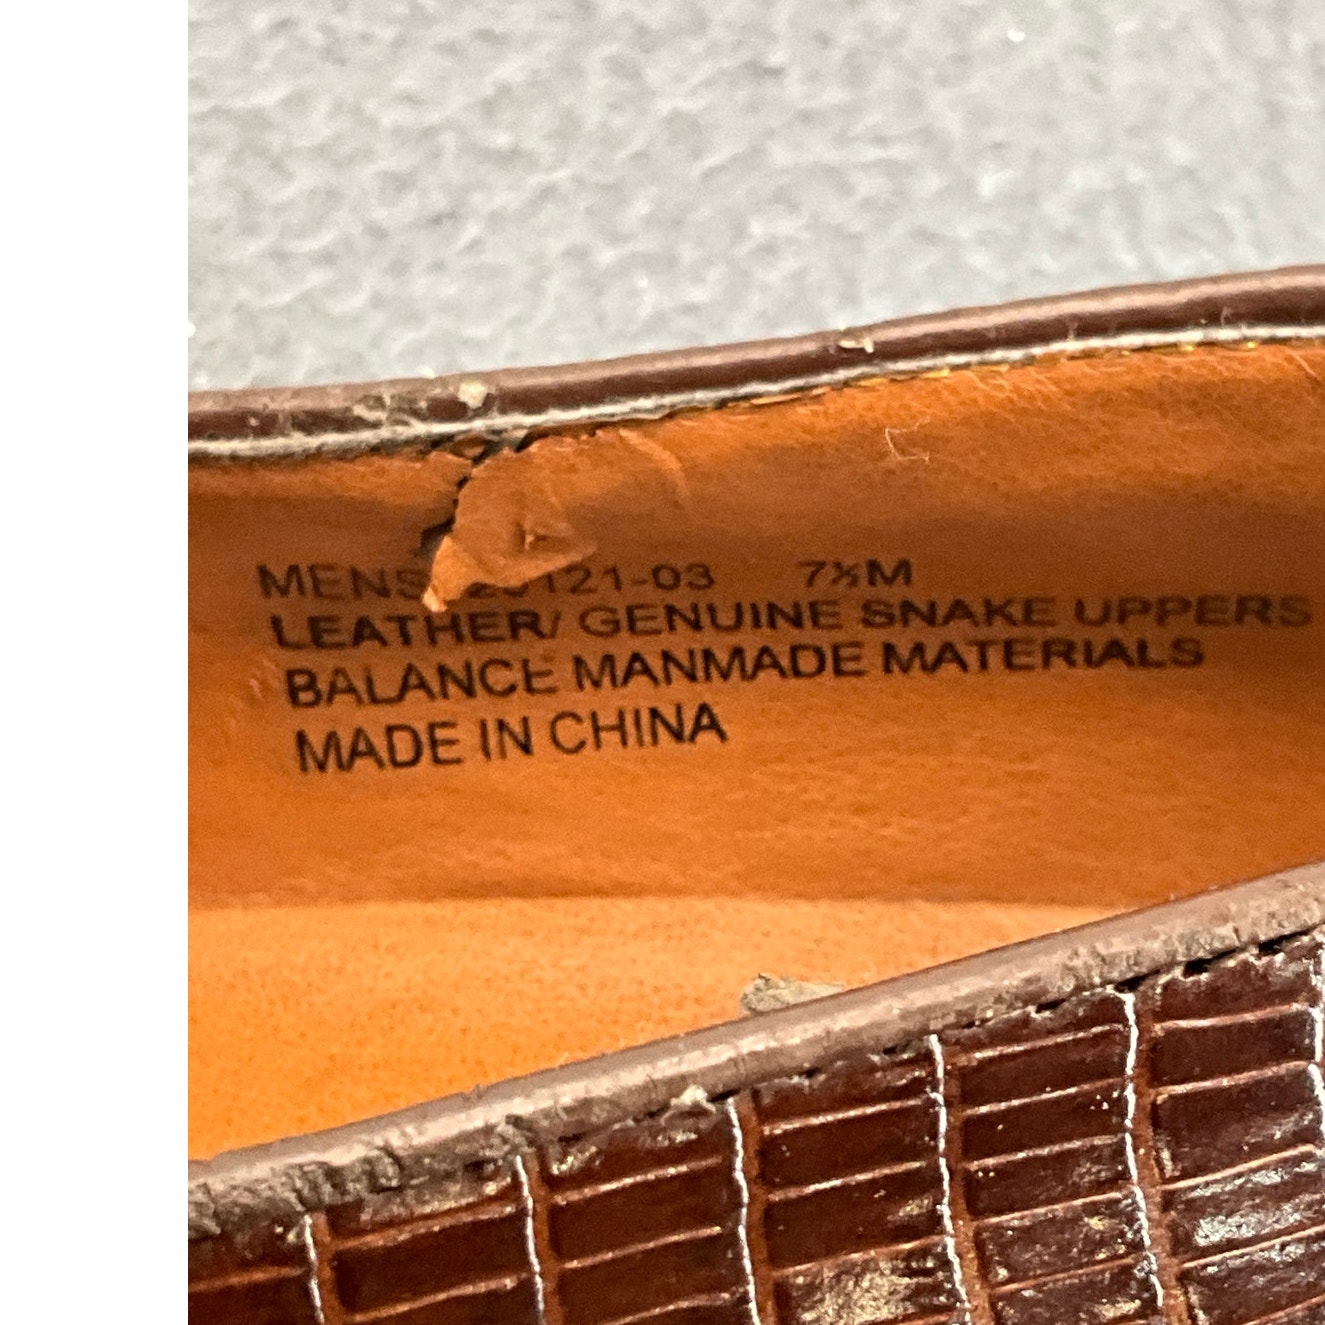 MENS 7½M
LEATHER/ GENUINE SNAKE UPPERS
BALANCE MANMADE MATERIALS
MADE IN CHINA